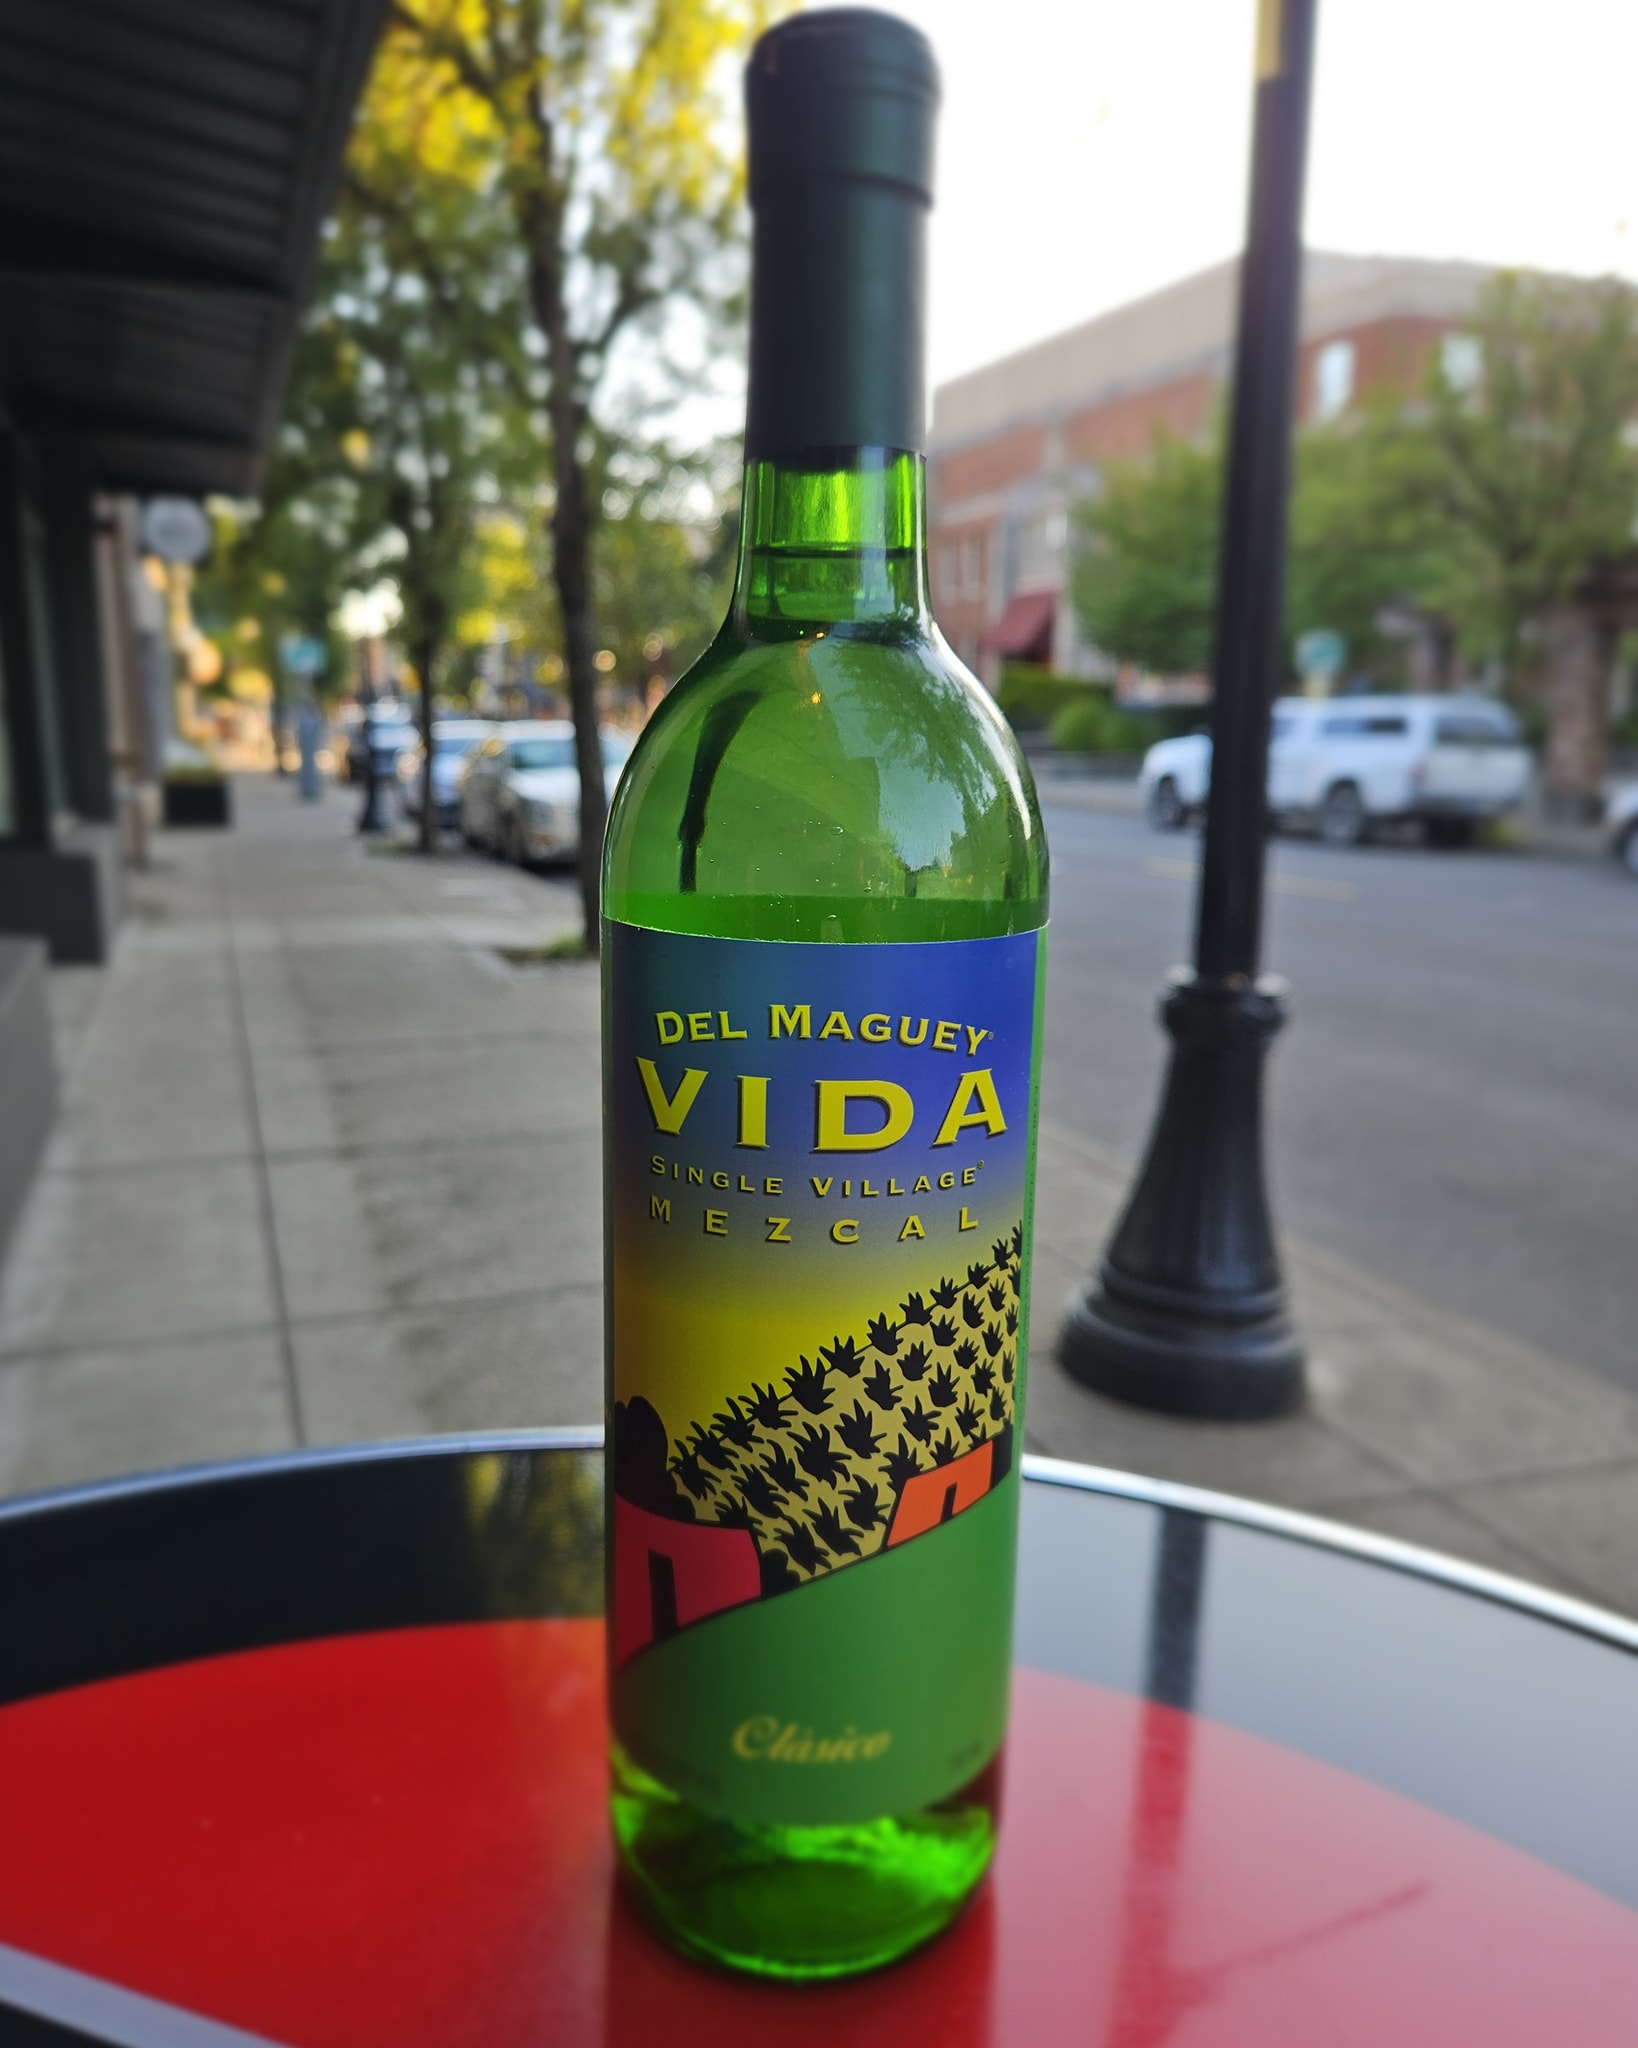 DEL MAGUEY®
VIDA
SINGLE VILLAGE®
MEZCAL
Clásico